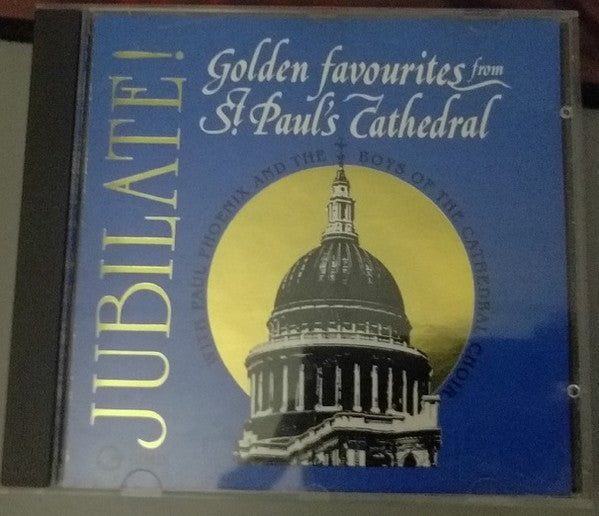 JUBILATE!
Golden favourites from
St. Paul's Cathedral
WITH PAUL PHOENIX AND THE BOYS OF THE CATHEDRAL CHOIR